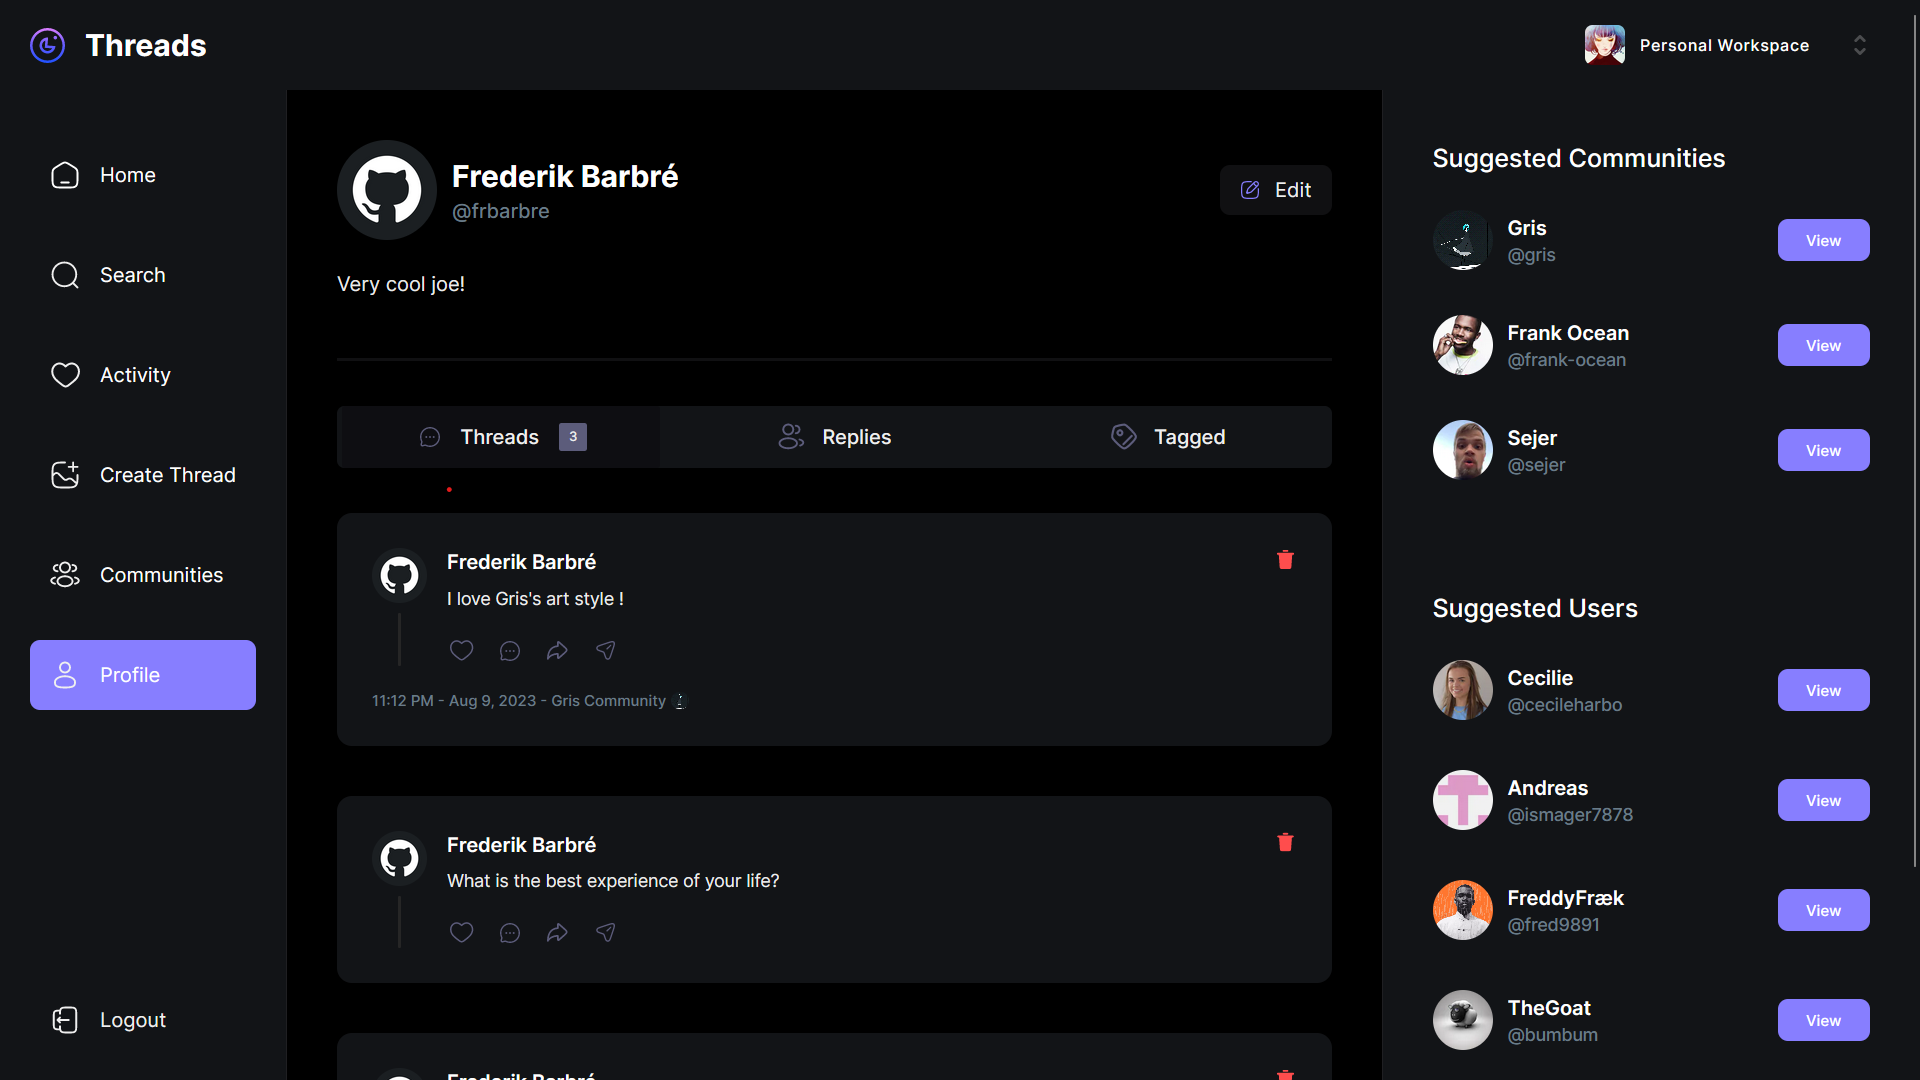 Threads
Personal Workspace
Home
Search
Activity
Create Thread
Communities
Profile
Logout
Frederik Barbré
@frbarbre
Edit
Very cool joe!
Threads 3
Replies
Tagged
Frederik Barbré
I love Gris's art style !
11:12 PM - Aug 9, 2023 - Gris Community
Frederik Barbré
What is the best experience of your life?
Frederik Barbré
Suggested Communities
Gris
@gris
View
Frank Ocean
@frank-ocean
View
Sejer
@sejer
View
Suggested Users
Cecilie
@cecileharbo
View
Andreas
@ismager7878
View
FreddyFræk
@fred9891
View
TheGoat
@bumbum
View